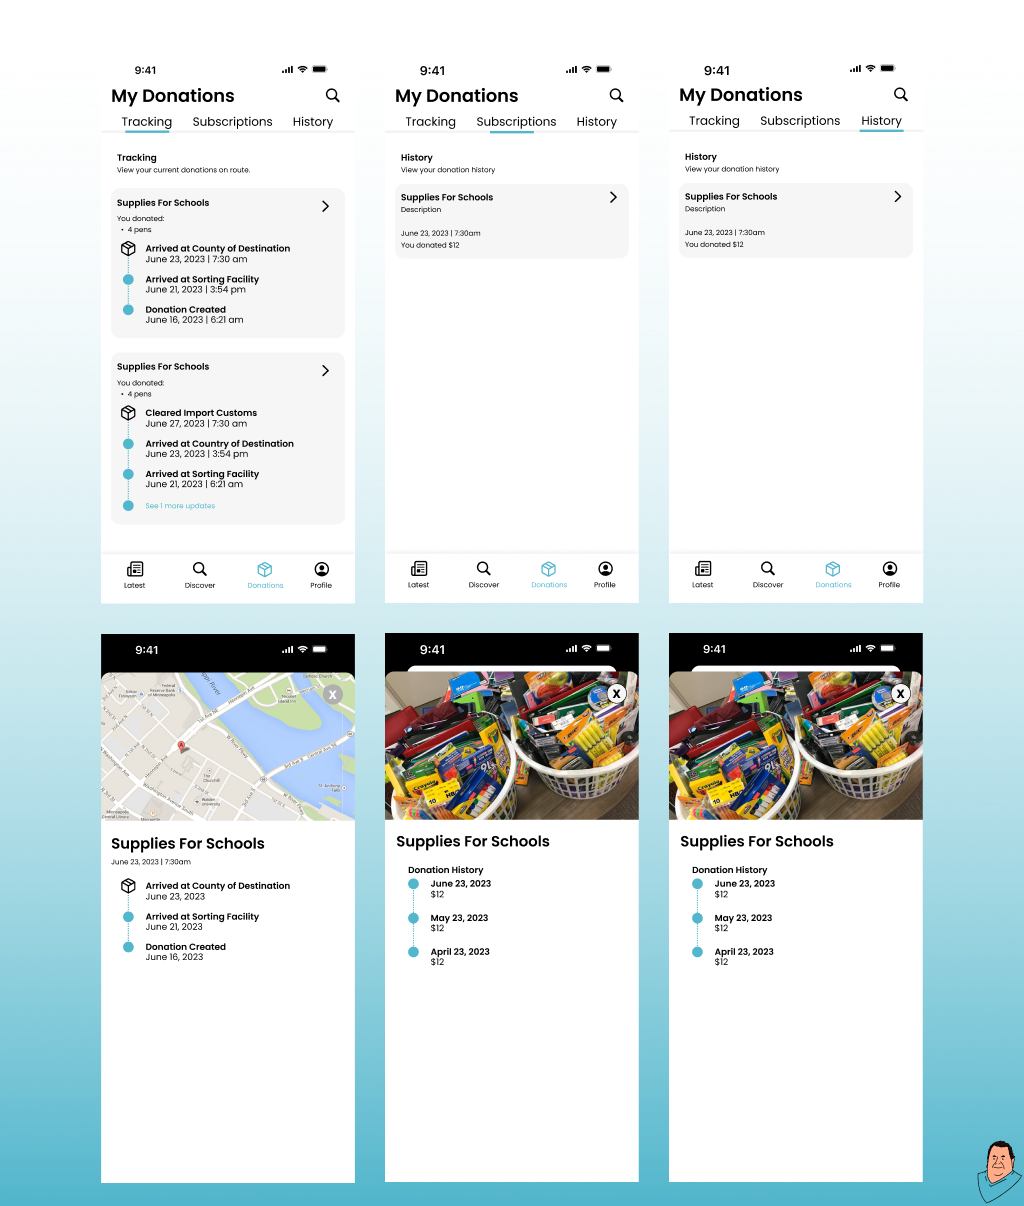 9:41
My Donations
Tracking Subscriptions History
Tracking
View your current donations on route.
Supplies For Schools
You donated:
• 4 pens
Arrived at County of Destination
June 23, 2023 | 7:30 am
Arrived at Sorting Facility
June 21, 2023 | 3:54 pm
Donation Created
June 16, 2023 | 6:21 am
Supplies For Schools
You donated:
• 4 pens
Cleared Import Customs
June 27, 2023 | 7:30 am
Arrived at Country of Destination
June 23, 2023 | 3:54 pm
Arrived at Sorting Facility
June 21, 2023 | 6:21 am
See 1 more updates
Latest Discover Donations Profile
9:41
My Donations
Tracking Subscriptions History
History
View your donation history
Supplies For Schools
Description
June 23, 2023 | 7:30am
You donated $12
Latest Discover Donations Profile
9:41
My Donations
Tracking Subscriptions History
History
View your donation history
Supplies For Schools
Description
June 23, 2023 | 7:30am
You donated $12
Latest Discover Donations Profile
9:41
X
Supplies For Schools
June 23, 2023 | 7:30am
Arrived at County of Destination
June 23, 2023
Arrived at Sorting Facility
June 21, 2023
Donation Created
June 16, 2023
9:41
X
Supplies For Schools
Donation History
June 23, 2023
$12
May 23, 2023
$12
April 23, 2023
$12
9:41
X
Supplies For Schools
Donation History
June 23, 2023
$12
May 23, 2023
$12
April 23, 2023
$12